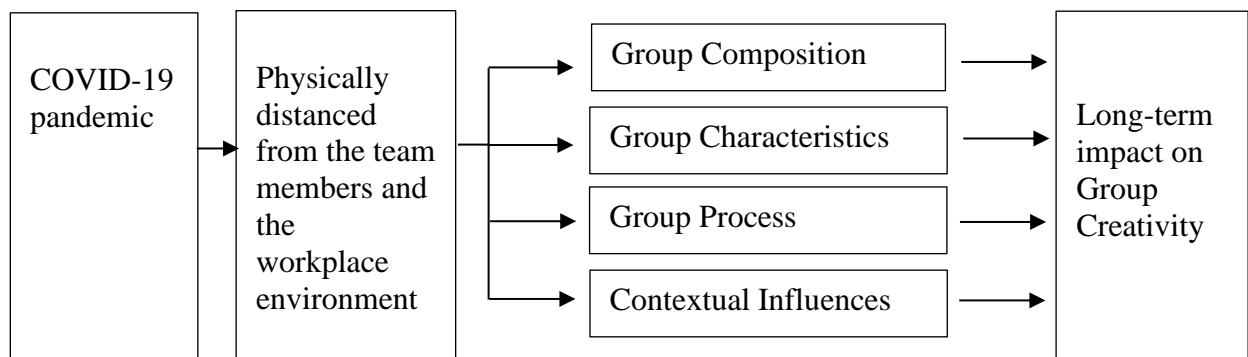 COVID-19
pandemic
Physically
distanced
from the team
members and
the
workplace
environment
Group Composition
Group Characteristics
Group Process
Contextual Influences
Long-term
impact on
Group
Creativity